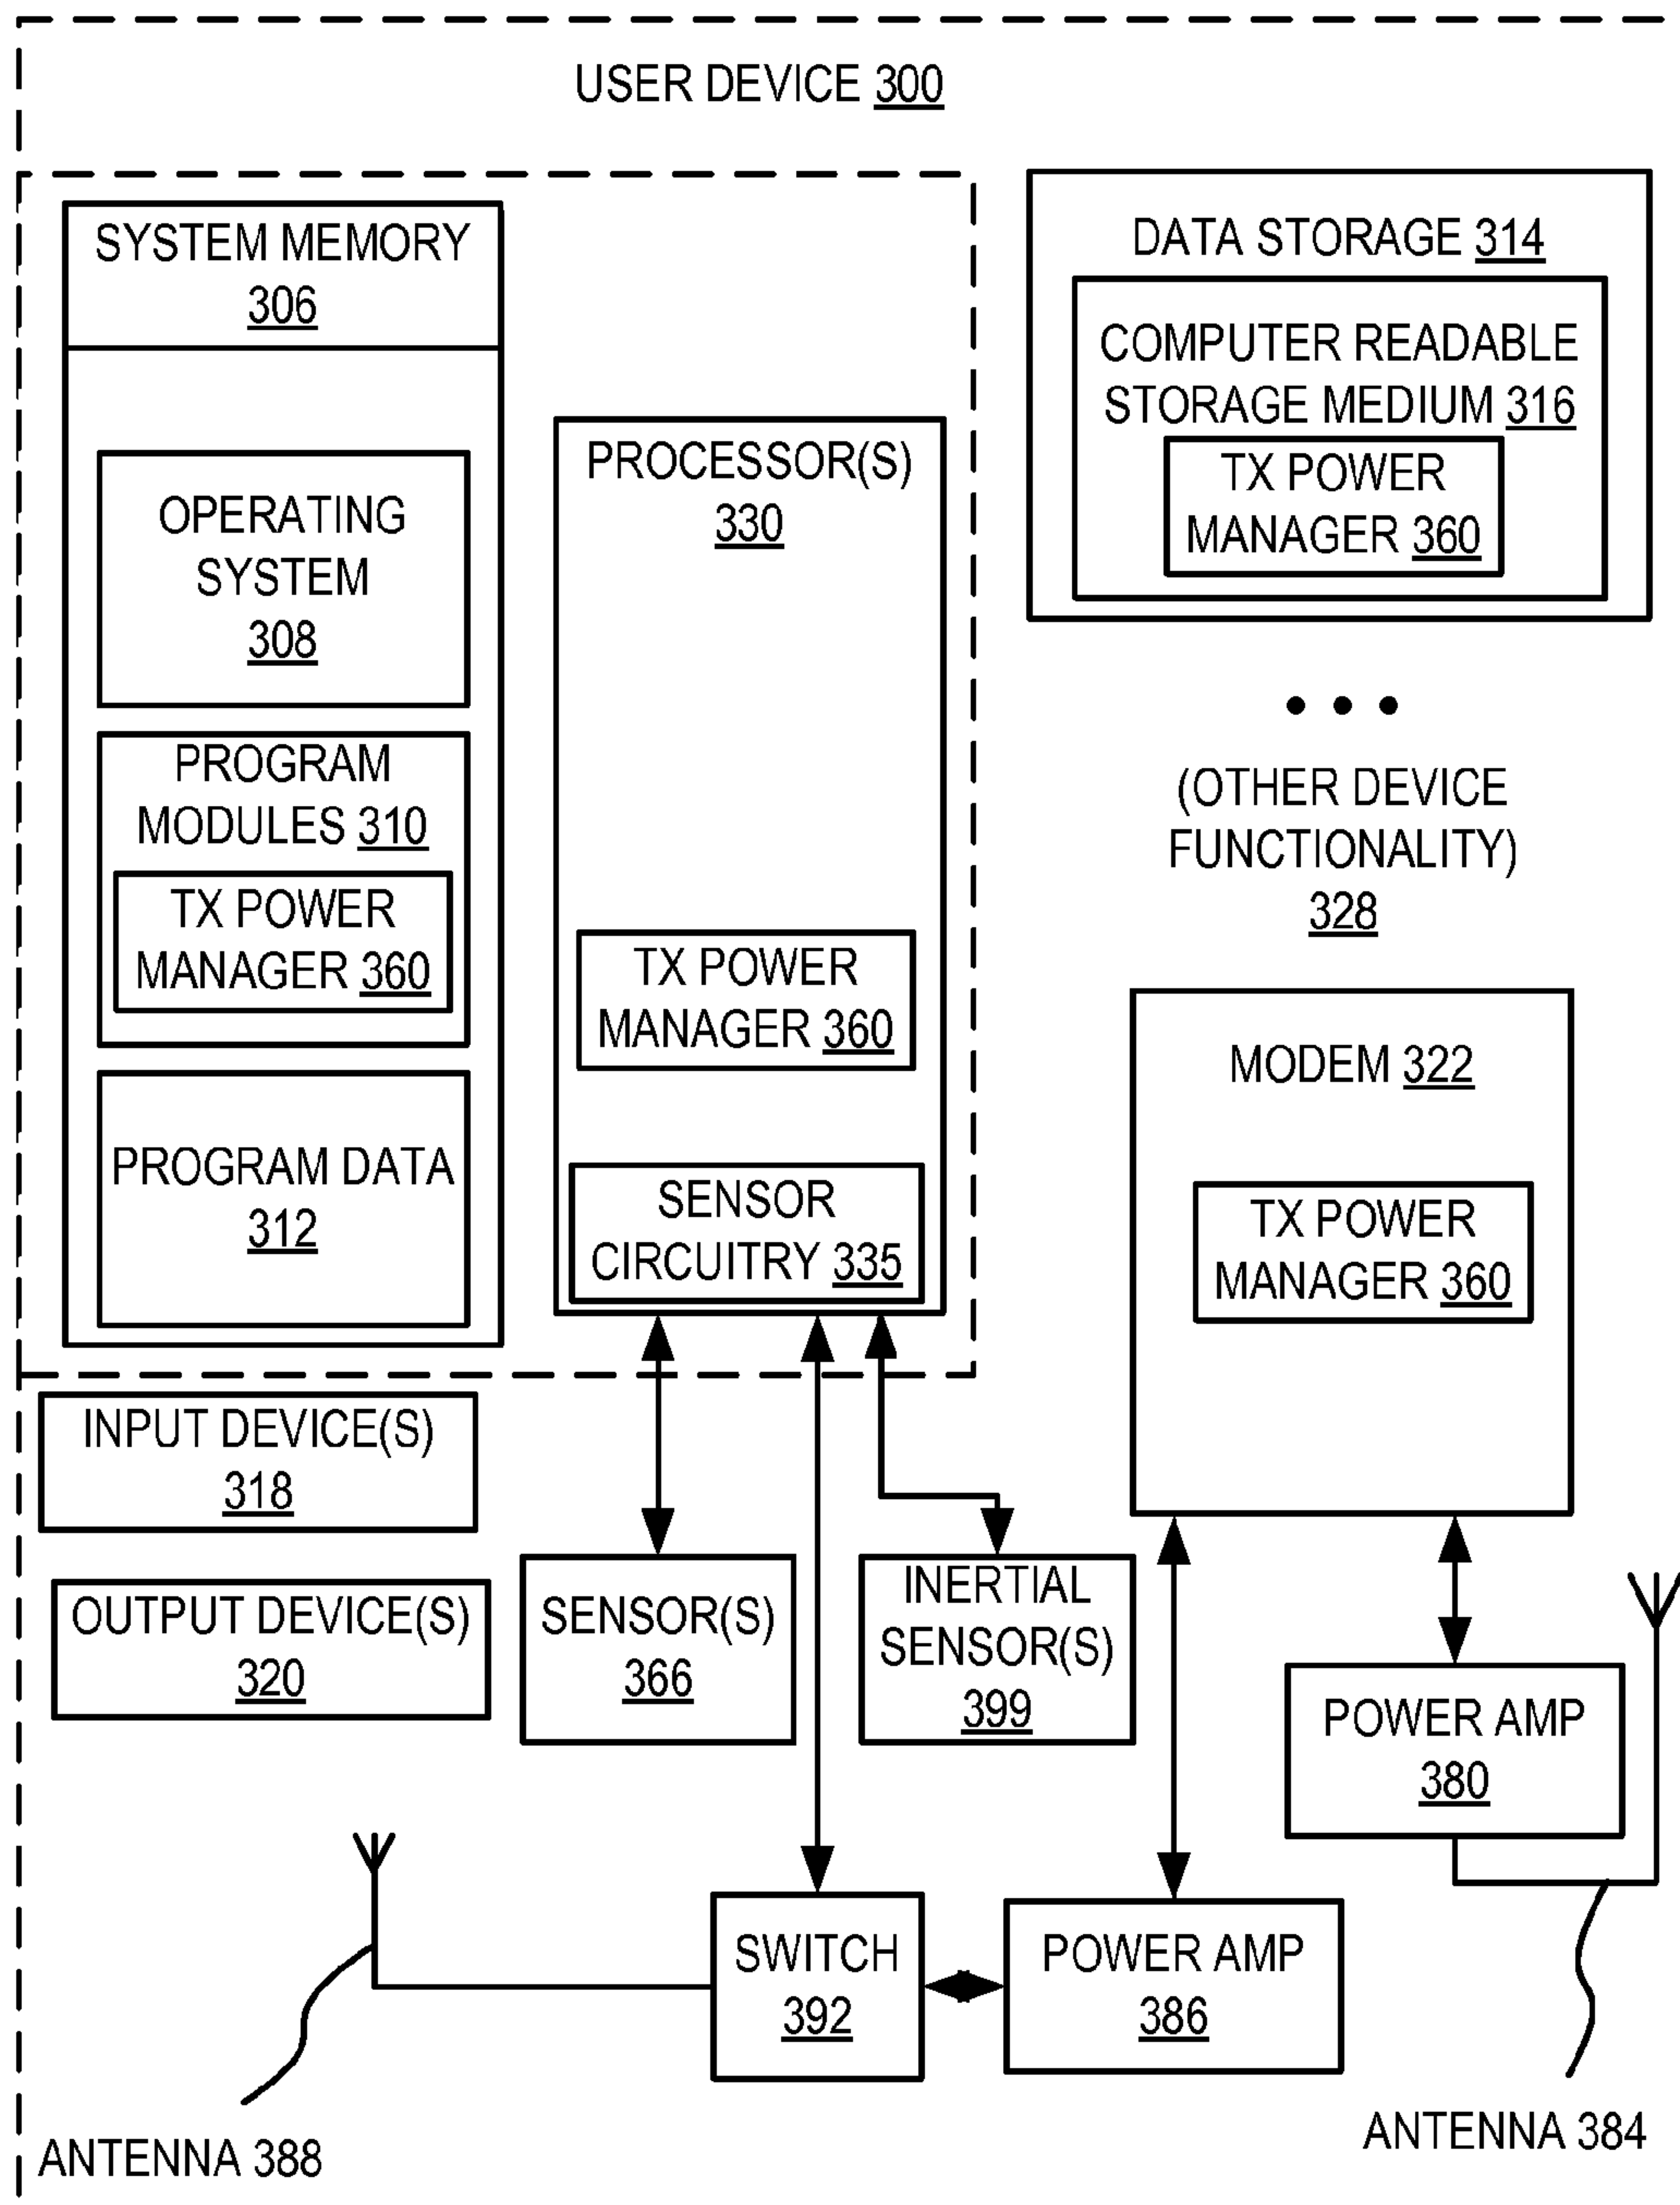 USER DEVICE 300
SYSTEM MEMORY
306
OPERATING
SYSTEM
308
PROGRAM
MODULES 310
TX POWER
MANAGER 360
PROGRAM DATA
312
PROCESSOR(S)
330
TX POWER
MANAGER 360
SENSOR
CIRCUITRY 335
DATA STORAGE 314
COMPUTER READABLE
STORAGE MEDIUM 316
TX POWER
MANAGER 360
(OTHER DEVICE
FUNCTIONALITY)
328
MODEM 322
TX POWER
MANAGER 360
INPUT DEVICE(S)
318
OUTPUT DEVICE(S)
320
SENSOR(S)
366
INERTIAL
SENSOR(S)
399
POWER AMP
380
SWITCH
392
POWER AMP
386
ANTENNA 388
ANTENNA 384